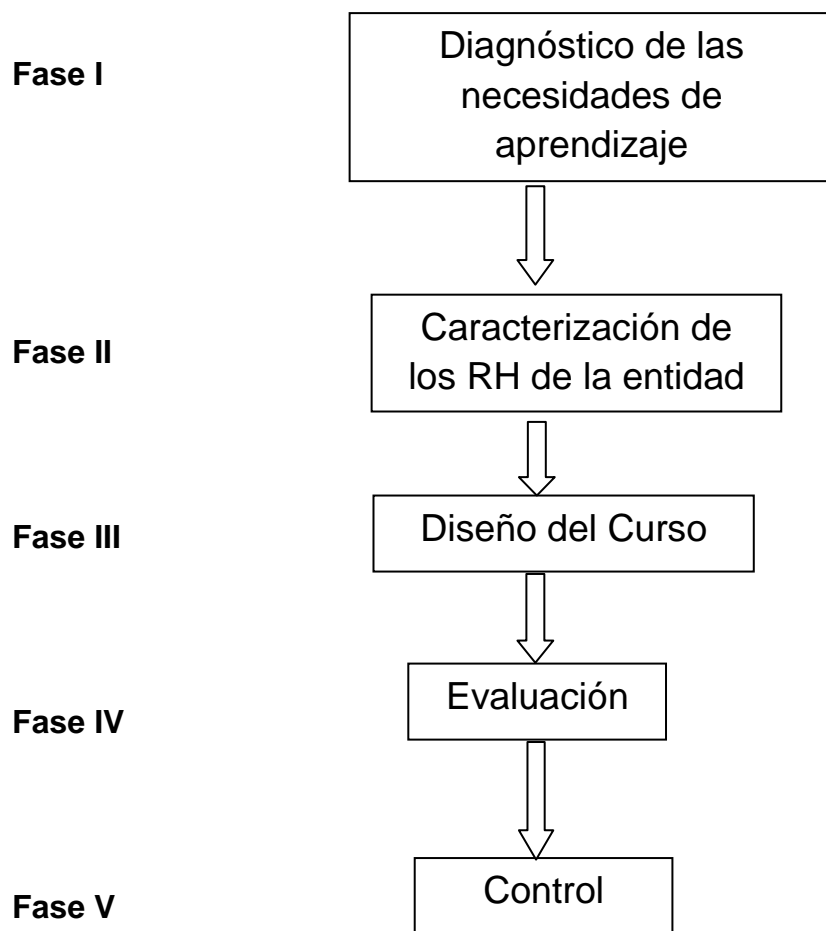 Fase I
Diagnóstico de las
necesidades de
aprendizaje
Fase II
Caracterización de
los RH de la entidad
Fase III
Diseño del Curso
Fase IV
Evaluación
Fase V
Control